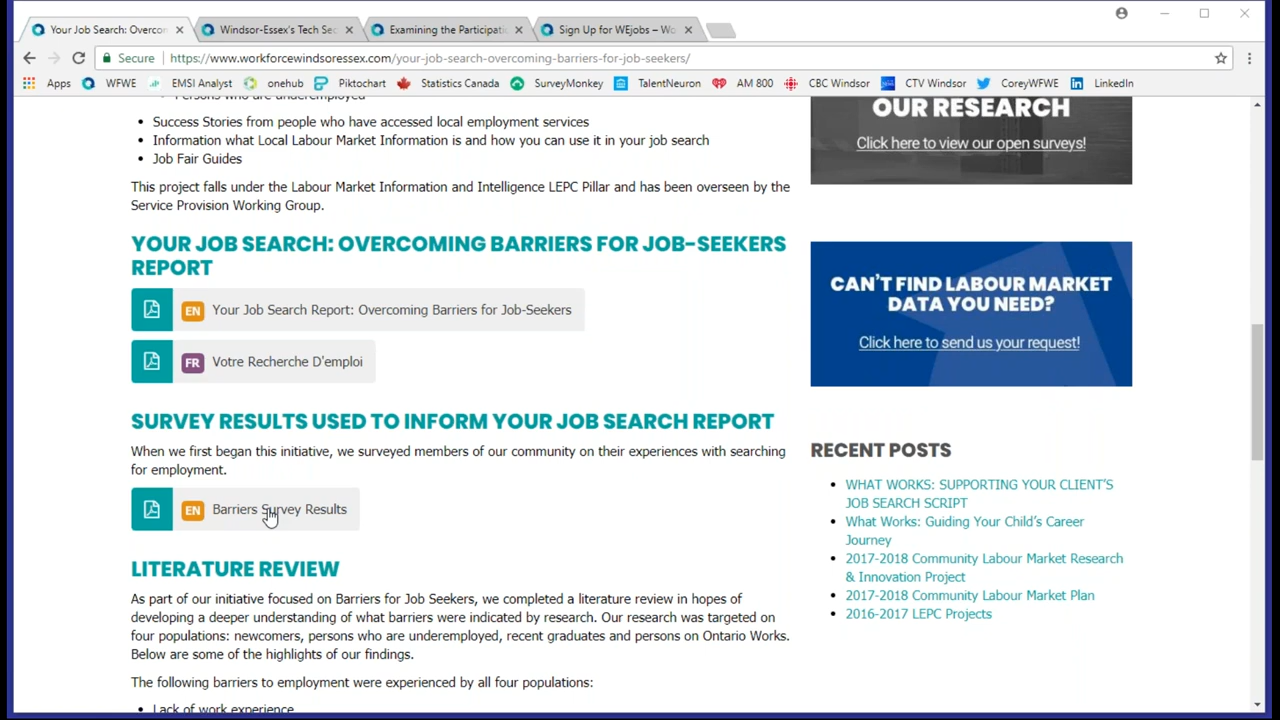 Your Job Search: Overcon
Windsor-Essex's Tech Sec
Examining the Participatio
Sign Up for WEjobs – Wo
Secure
https://www.workforcewindsoressex.com/your-job-search-overcoming-barriers-for-job-seekers/
Apps
WFWE
EMSI Analyst
onehub
Piktochart
Statistics Canada
SurveyMonkey
TalentNeuron
AM 800
CBC Windsor
CTV Windsor
CoreyWFWE
LinkedIn
Persons who are underemployed
Success Stories from people who have accessed local employment services
Information what Local Labour Market Information is and how you can use it in your job search
Job Fair Guides
This project falls under the Labour Market Information and Intelligence LEPC Pillar and has been overseen by the
Service Provision Working Group.
YOUR JOB SEARCH: OVERCOMING BARRIERS FOR JOB-SEEKERS
REPORT
EN Your Job Search Report: Overcoming Barriers for Job-Seekers
FR Votre Recherche D'emploi
SURVEY RESULTS USED TO INFORM YOUR JOB SEARCH REPORT
When we first began this initiative, we surveyed members of our community on their experiences with searching
for employment.
EN Barriers Survey Results
LITERATURE REVIEW
As part of our initiative focused on Barriers for Job Seekers, we completed a literature review in hopes of
developing a deeper understanding of what barriers were indicated by research. Our research was targeted on
four populations: newcomers, persons who are underemployed, recent graduates and persons on Ontario Works.
Below are some of the highlights of our findings.
The following barriers to employment were experienced by all four populations:
Lack of work experience
OUR RESEARCH
Click here to view our open surveys!
CAN'T FIND LABOUR MARKET
DATA YOU NEED?
Click here to send us your request!
RECENT POSTS
WHAT WORKS: SUPPORTING YOUR CLIENT'S
JOB SEARCH SCRIPT
What Works: Guiding Your Child's Career
Journey
2017-2018 Community Labour Market Research
& Innovation Project
2017-2018 Community Labour Market Plan
2016-2017 LEPC Projects
in